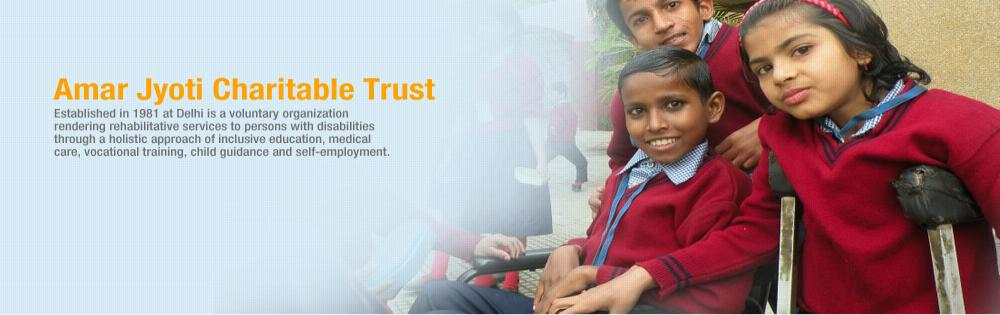 Amar Jyoti Charitable Trust
Established in 1981 at Delhi is a voluntary organization
rendering rehabilitative services to persons with disabilities
through a holistic approach of inclusive education, medical
care, vocational training, child guidance and self-employment.